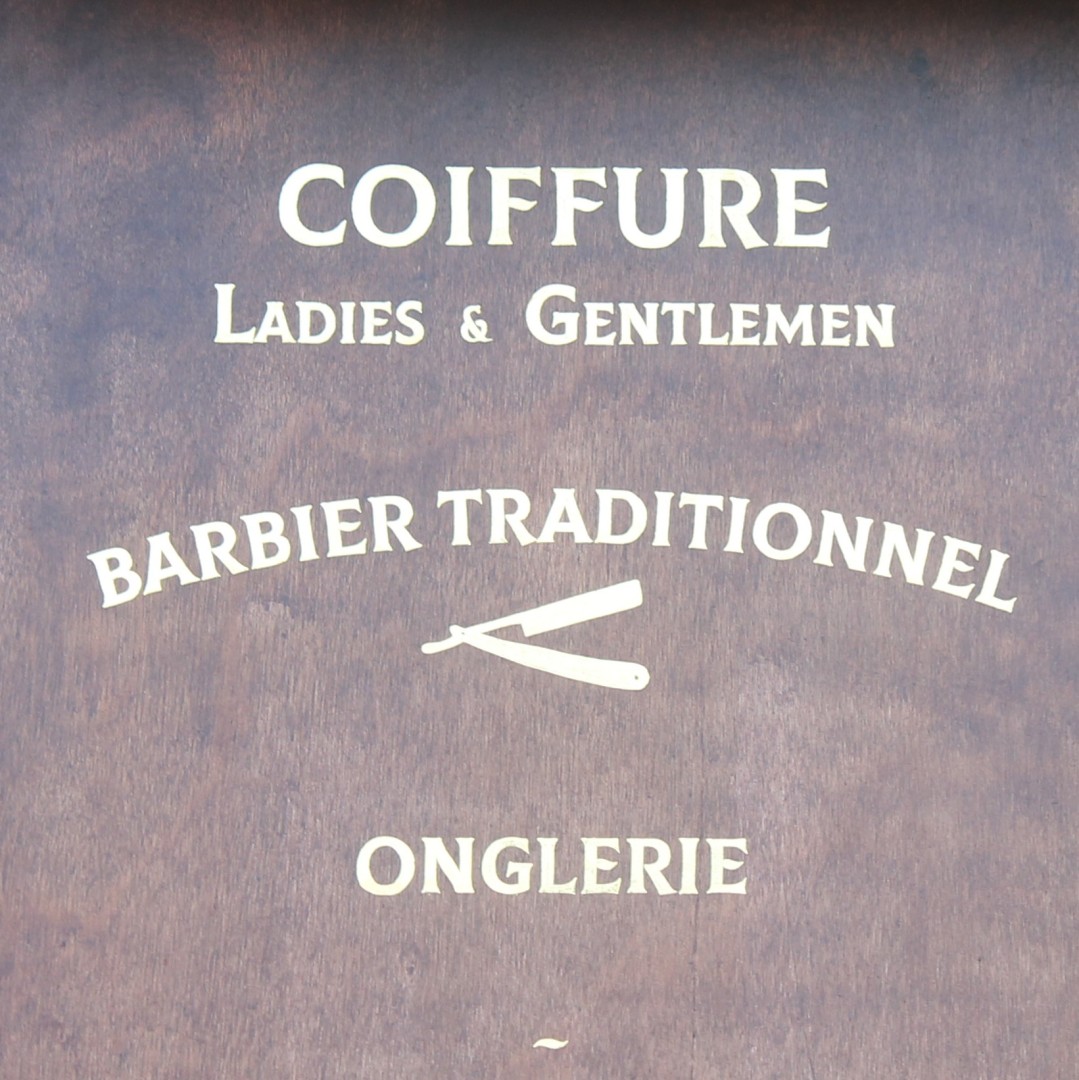 COIFFURE
LADIES & GENTLEMEN
BARBIER TRADITIONNEL
ONGLERIE
~